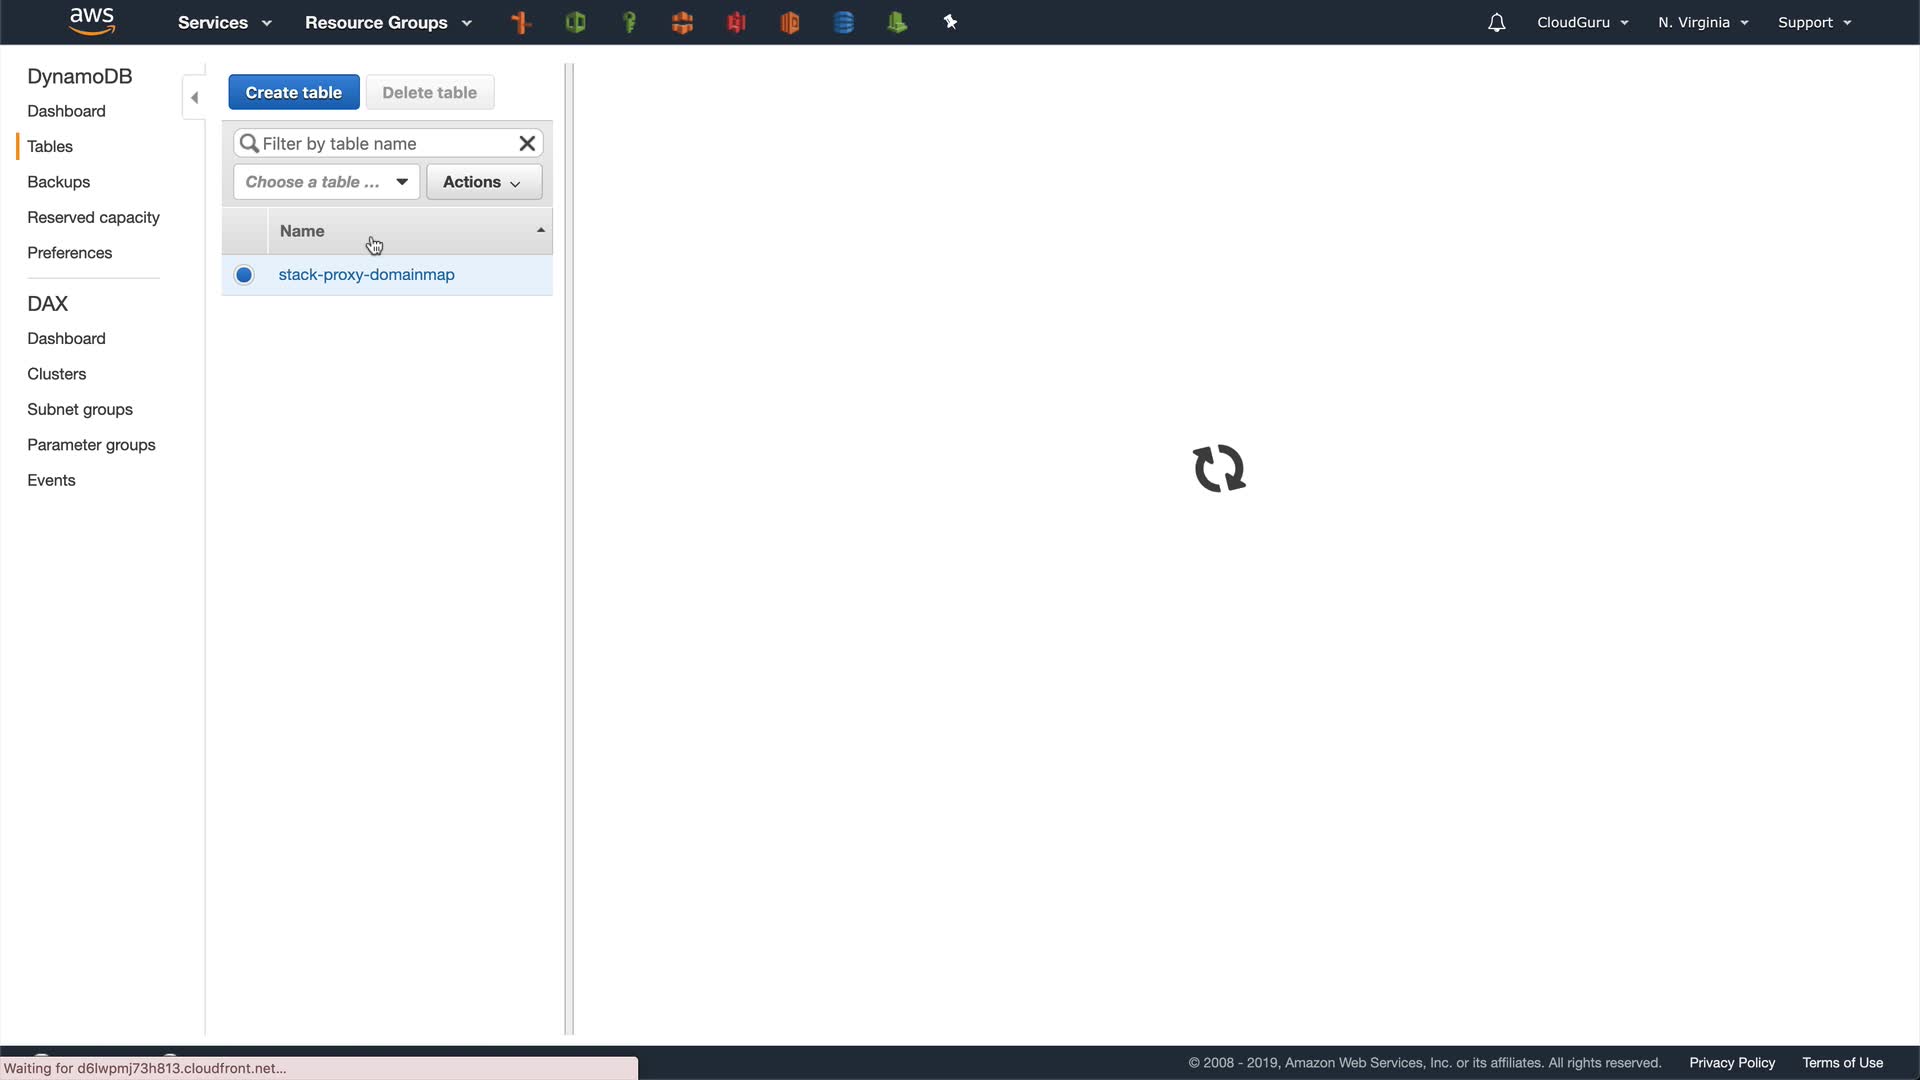 aws
Services
Resource Groups
CloudGuru
N. Virginia
Support
DynamoDB
Dashboard
Tables
Backups
Reserved capacity
Preferences
DAX
Dashboard
Clusters
Subnet groups
Parameter groups
Events
Create table
Delete table
Filter by table name
Choose a table ...
Actions
Name
stack-proxy-domainmap
Waiting for d6lwpmj73h813.cloudfront.net...
© 2008 - 2019, Amazon Web Services, Inc. or its affiliates. All rights reserved.
Privacy Policy
Terms of Use